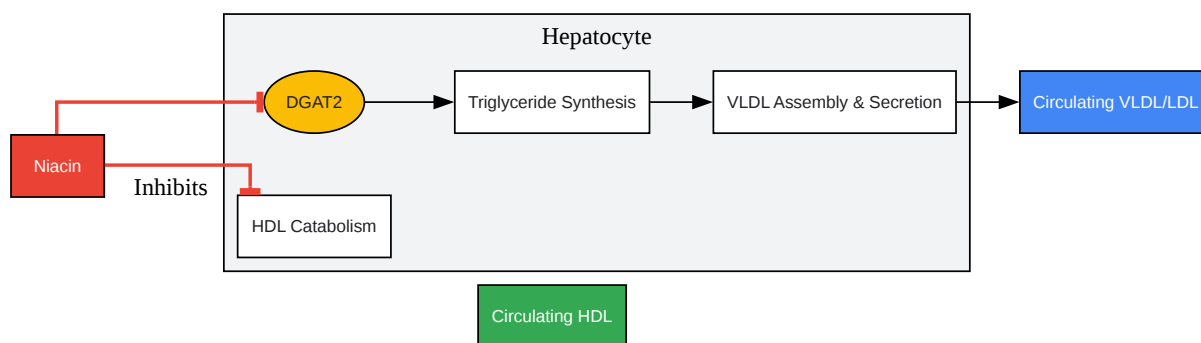 Hepatocyte
DGAT2
Triglyceride Synthesis
VLDL Assembly & Secretion
Circulating VLDL/LDL
Niacin
Inhibits
HDL Catabolism
Circulating HDL